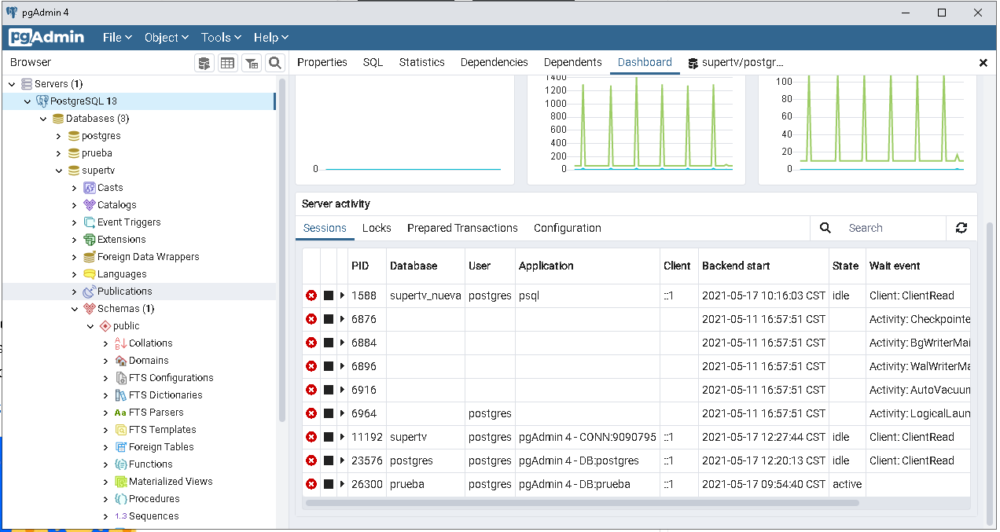 pgAdmin 4
pgAdmin File Object Tools Help
Browser
Properties SQL Statistics Dependencies Dependents Dashboard supertv/postgr...
Servers (1)
PostgreSQL 13
Databases (3)
postgres
prueba
supertv
Casts
Catalogs
Event Triggers
Extensions
Foreign Data Wrappers
Languages
Publications
Schemas (1)
public
Collations
Domains
FTS Configurations
FTS Dictionaries
Aa FTS Parsers
FTS Templates
Foreign Tables
Functions
Materialized Views
Procedures
1.3 Sequences
0
1400
1200
1000
800
600
400
200
0
100
80
60
40
20
0
Server activity
Sessions Locks Prepared Transactions Configuration Search
PID Database User Application Client Backend start State Wait event
1588 supertv_nueva postgres psql ::1 2021-05-17 10:16:03 CST idle Client: ClientRead
6876 2021-05-11 16:57:51 CST Activity: Checkpointe
6884 2021-05-11 16:57:51 CST Activity: BgWriterMai
6896 2021-05-11 16:57:51 CST Activity: WalWriterMa
6916 2021-05-11 16:57:51 CST Activity: AutoVacuum
6964 postgres 2021-05-11 16:57:51 CST Activity: LogicalLaun
11192 supertv postgres pgAdmin 4 - CONN:9090795 ::1 2021-05-17 12:27:44 CST idle Client: ClientRead
23576 postgres postgres pgAdmin 4 - DB:postgres ::1 2021-05-17 12:20:13 CST idle Client: ClientRead
26300 prueba postgres pgAdmin 4 - DB:prueba ::1 2021-05-17 09:54:40 CST active